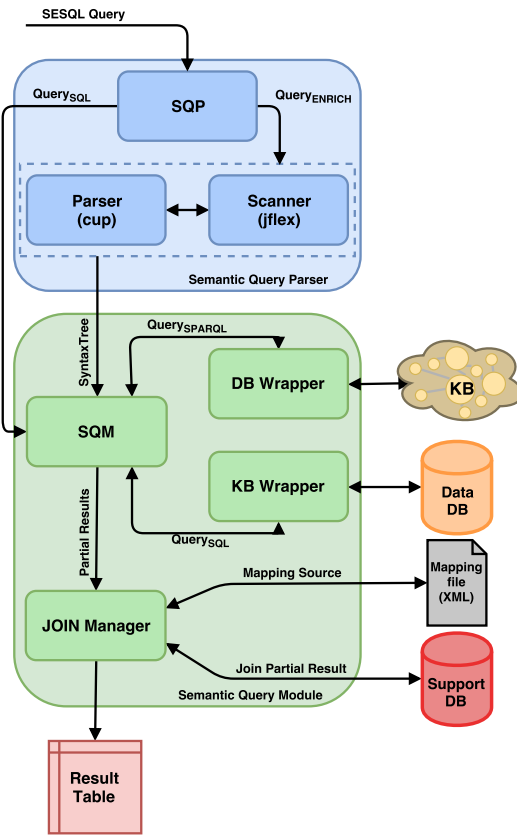 SESQL Query
QuerySQL
SQP
QueryENRICH
Parser
(cup)
Scanner
(jflex)
Semantic Query Parser
SyntaxTree
QuerySPARQL
DB Wrapper
KB
SQM
KB Wrapper
Data
DB
QuerySQL
Partial Results
Mapping Source
Mapping
file
(XML)
JOIN Manager
Join Partial Result
Support
DB
Semantic Query Module
Result
Table